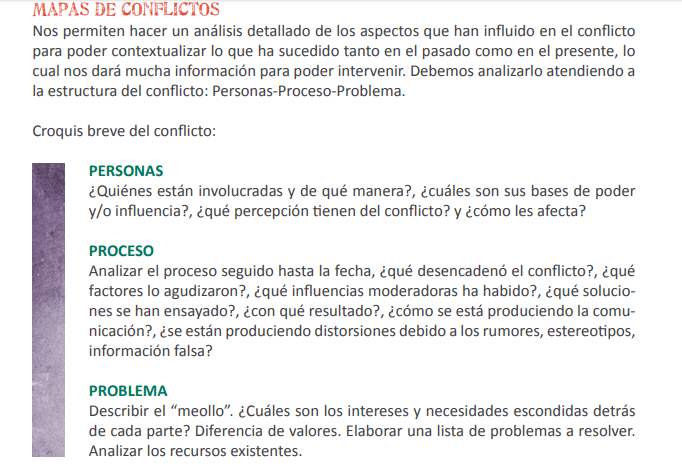 MAPAS DE CONFLICTOS
Nos permiten hacer un análisis detallado de los aspectos que han influido en el conflicto
para poder contextualizar lo que ha sucedido tanto en el pasado como en el presente, lo
cual nos dará mucha información para poder intervenir. Debemos analizarlo atendiendo a
la estructura del conflicto: Personas-Proceso-Problema.
Croquis breve del conflicto:
PERSONAS
¿Quiénes están involucradas y de qué manera?, ¿cuáles son sus bases de poder
y/o influencia?, ¿qué percepción tienen del conflicto? y ¿cómo les afecta?
PROCESO
Analizar el proceso seguido hasta la fecha, ¿qué desencadenó el conflicto?, ¿qué
factores lo agudizaron?, ¿qué influencias moderadoras ha habido?, ¿qué solucio-
nes se han ensayado?, ¿con qué resultado?, ¿cómo se está produciendo la comu-
nicación?, ¿se están produciendo distorsiones debido a los rumores, estereotipos,
información falsa?
PROBLEMA
Describir el “meollo”. ¿Cuáles son los intereses y necesidades escondidas detrás
de cada parte? Diferencia de valores. Elaborar una lista de problemas a resolver.
Analizar los recursos existentes.